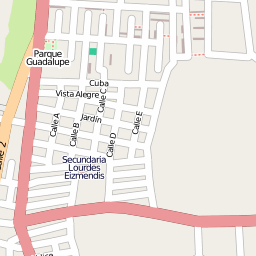 Parque
Guadalupe
Cuba
Vista Alegre
Calle C
Jardín
Calle A
Calle B
Calle E
Calle D
Secundaria
Lourdes
Eizmendis